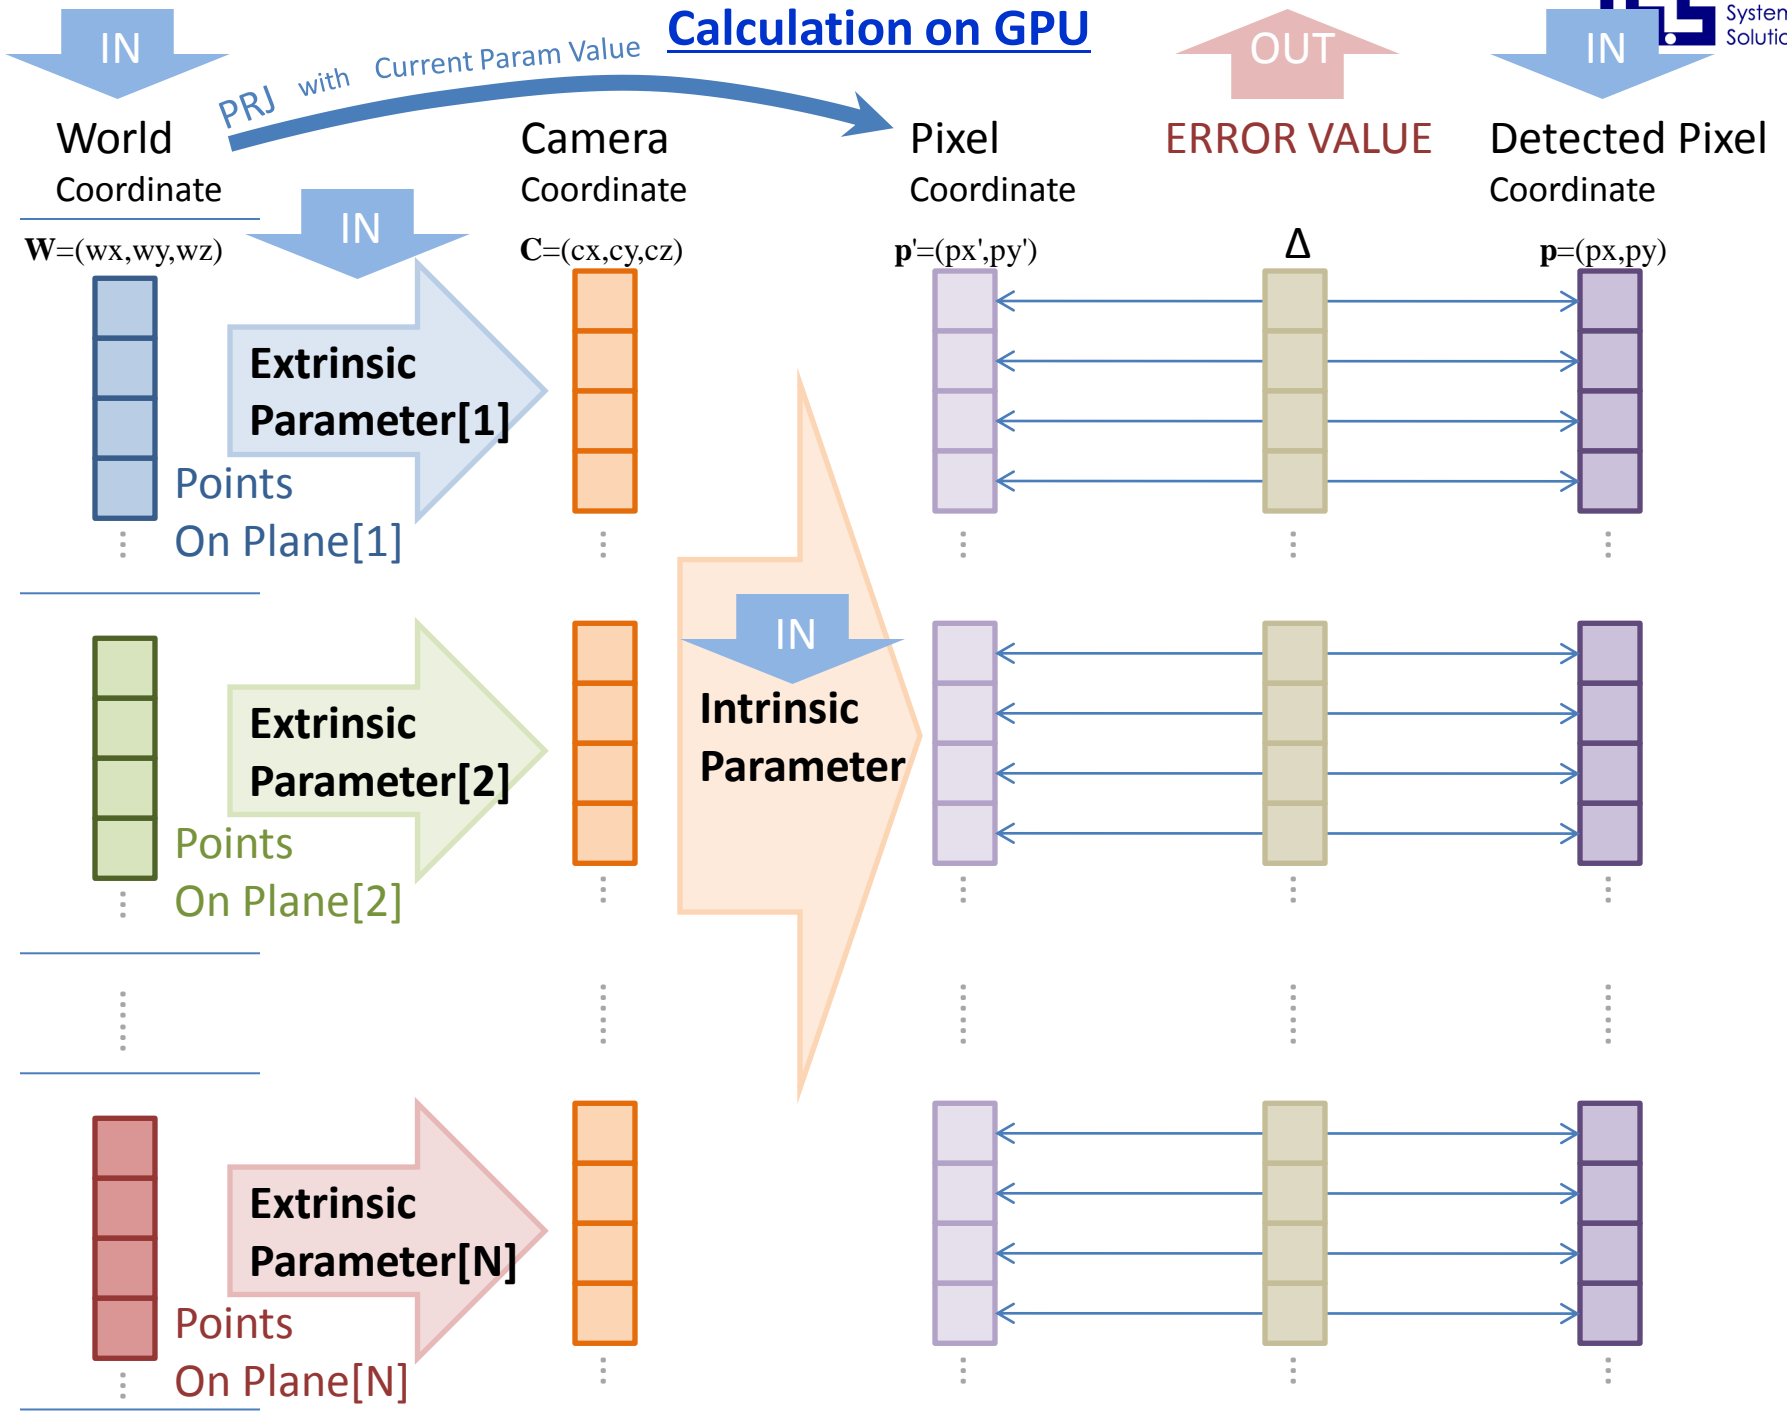 Calculation on GPU
System
Solutio
IN
OUT
IN
PRJ with Current Param Value
World
Coordinate
Camera
Coordinate
Pixel
Coordinate
ERROR VALUE
Detected Pixel
Coordinate
IN
W=(wx,wy,wz)
C=(cx,cy,cz)
p'=(px',py')
Δ
p=(px,py)
Extrinsic
Parameter[1]
Points
On Plane[1]
IN
Intrinsic
Parameter
Extrinsic
Parameter[2]
Points
On Plane[2]
Extrinsic
Parameter[N]
Points
On Plane[N]